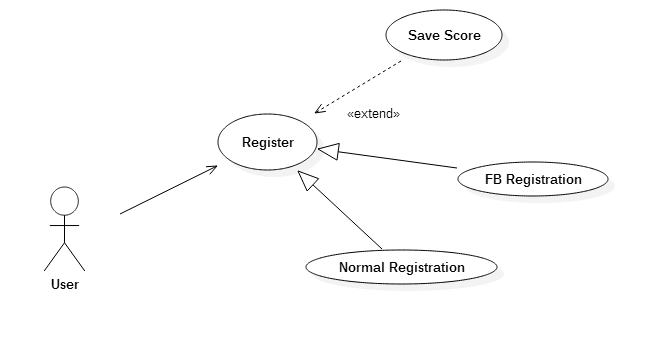 Save Score
«extend»
Register
FB Registration
Normal Registration
User